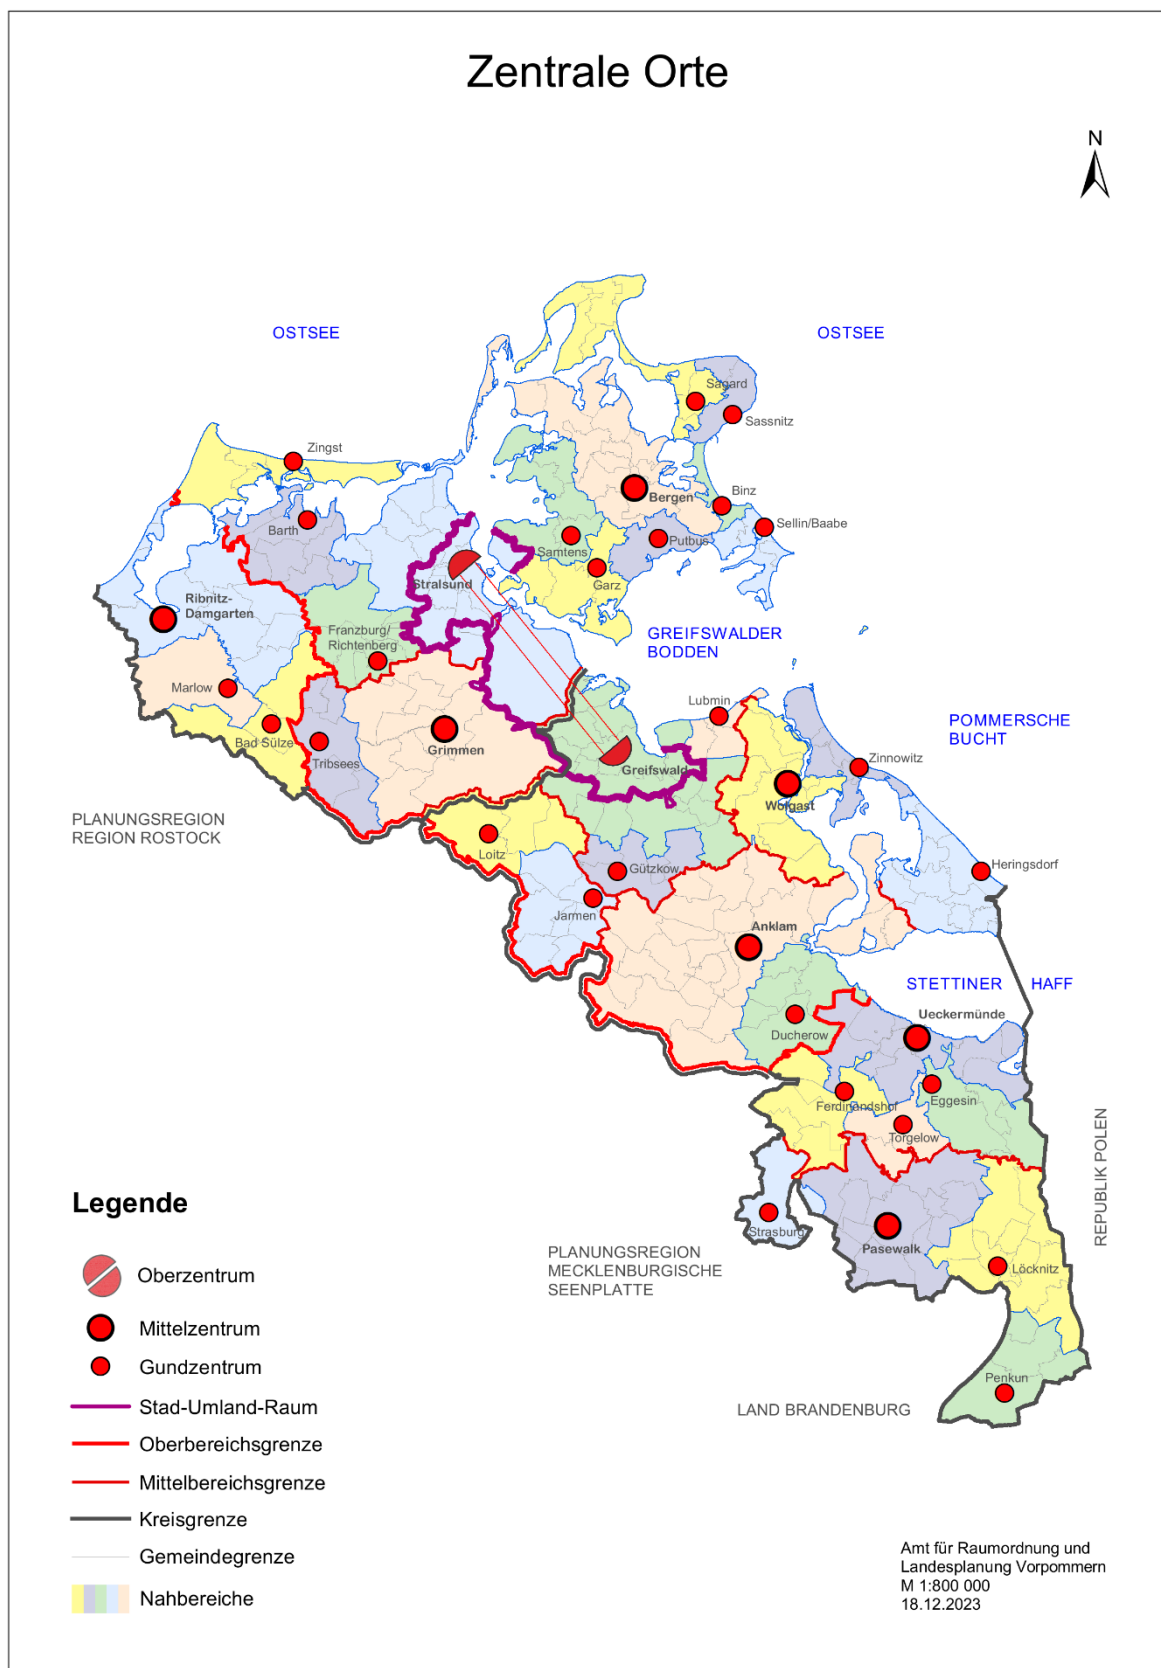 Zentrale Orte
N
OSTSEE
OSTSEE
Sagard
Sassnitz
Zingst
Bergen
Binz
Barth
Sellin/Baabe
Samtens
Putbus
Stralsund
Garz
Ribnitz-
Damgarten
Franzburg/
Richtenberg
GREIFSWALDER
BODDEN
Marlow
Lubmin
POMMERSCHE
BUCHT
Bad Sülze
Grimmen
Tribsees
Greifswald
Zinnowitz
Wolgast
PLANUNGSREGION
REGION ROSTOCK
Loitz
Gützkow
Heringsdorf
Jarmen
Anklam
STETTINER HAFF
Ueckermünde
Ducherow
Ferdinandshof
Eggesin
Torgelow
REPUBLIK POLEN
Strasburg
Pasewalk
PLANUNGSREGION
MECKLENBURGISCHE
SEENPLATTE
Löcknitz
Penkun
LAND BRANDENBURG
Legende
Oberzentrum
Mittelzentrum
Gundzentrum
Stad-Umland-Raum
Oberbereichsgrenze
Mittelbereichsgrenze
Kreisgrenze
Gemeindegrenze
Nahbereiche
Amt für Raumordnung und
Landesplanung Vorpommern
M 1:800 000
18.12.2023